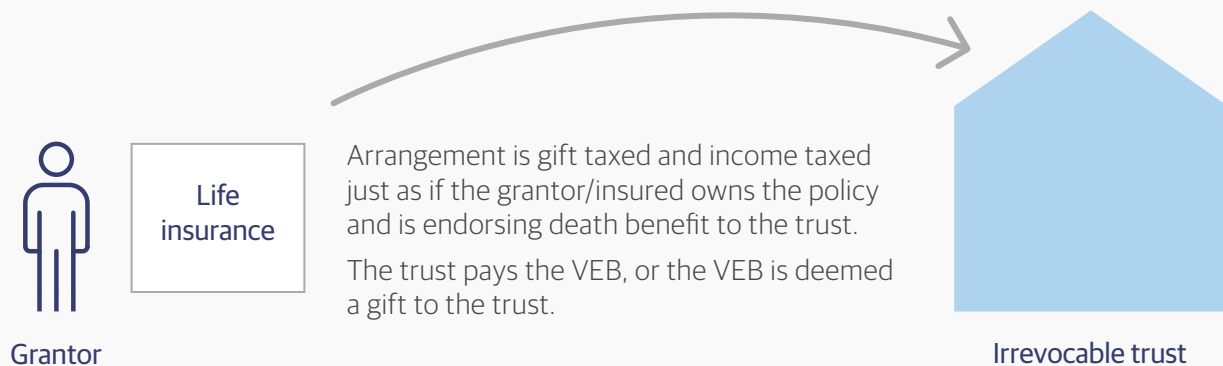 Life
insurance
Arrangement is gift taxed and income taxed
just as if the grantor/insured owns the policy
and is endorsing death benefit to the trust.
The trust pays the VEB, or the VEB is deemed
a gift to the trust.
Grantor
Irrevocable trust